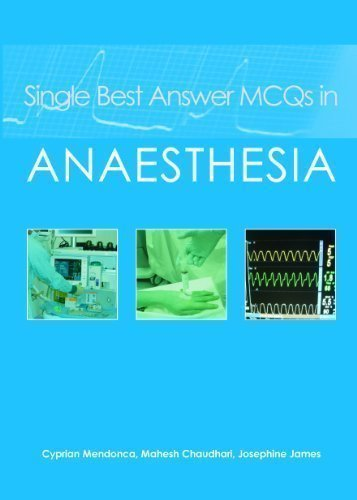 Single Best Answer MCQs in
ANAESTHESIA
Cyprian Mendonca, Mahesh Chaudhari, Josephine James